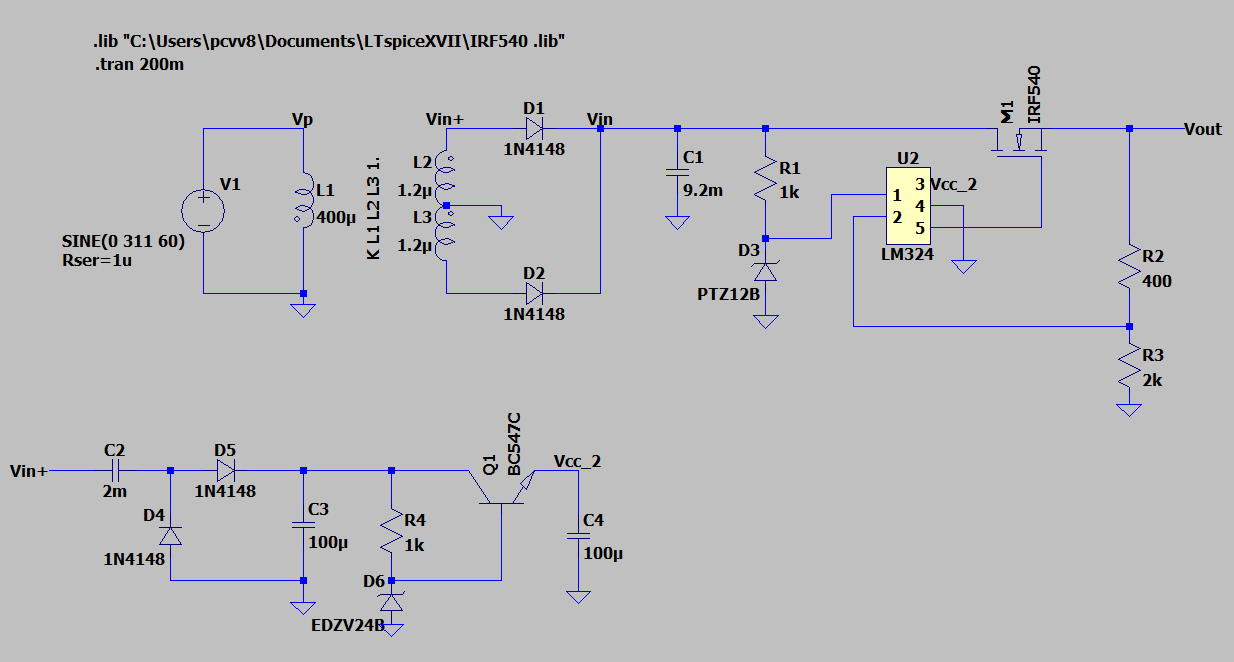 .lib "C:\Users\pcvv8\Documents\LTspiceXVII\IRF540 .lib"
.tran 200m
Vp
V1
SINE(0 311 60)
Rser=1u
L1
400µ
K L1 L2 L3 1.
Vin+
L2
1.2µ
L3
1.2µ
D1
1N4148
D2
1N4148
Vin
C1
9.2m
R1
1k
D3
PTZ12B
U2
1
2
3
4
5
LM324
Vcc_2
M1
IRF540
Vout
R2
400
R3
2k
Vin+
C2
2m
D4
1N4148
D5
1N4148
C3
100µ
R4
1k
D6
EDZV24B
Q1
BC547C
Vcc_2
C4
100µ